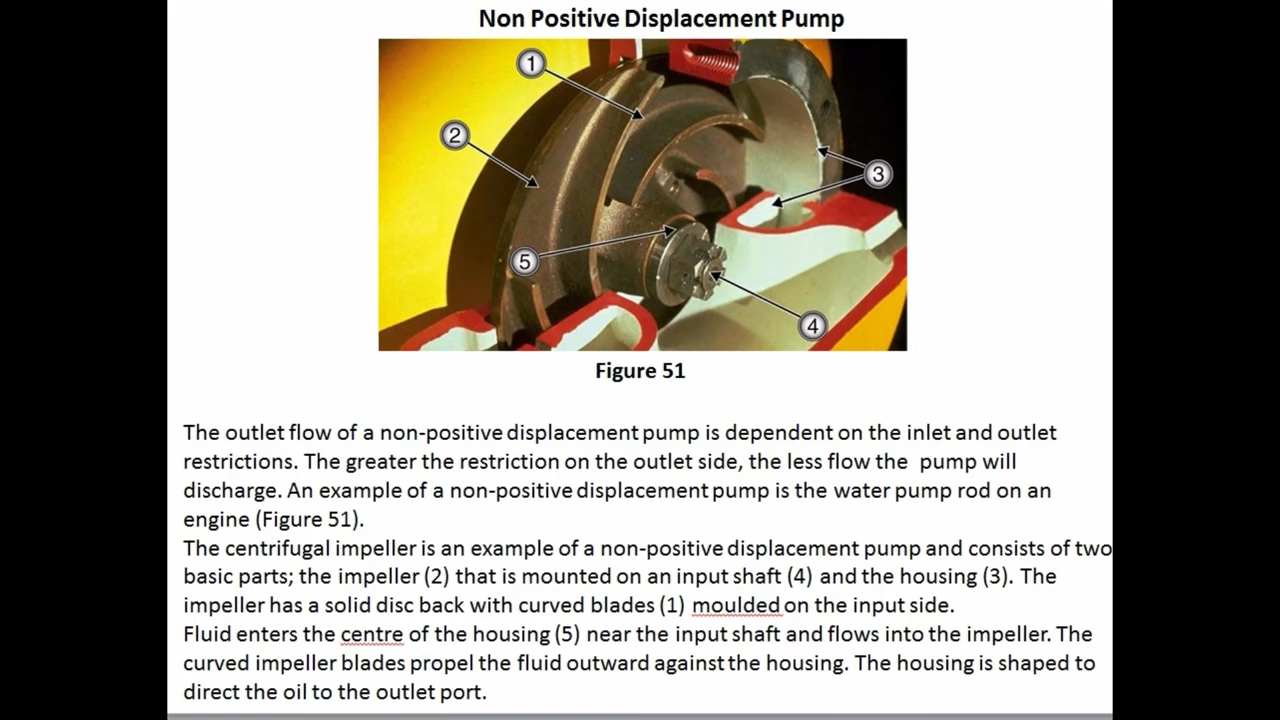 Non Positive Displacement Pump
1
2
3
5
4
Figure 51
The outlet flow of a non-positive displacement pump is dependent on the inlet and outlet
restrictions. The greater the restriction on the outlet side, the less flow the pump will
discharge. An example of a non-positive displacement pump is the water pump rod on an
engine (Figure 51).
The centrifugal impeller is an example of a non-positive displacement pump and consists of two
basic parts; the impeller (2) that is mounted on an input shaft (4) and the housing (3). The
impeller has a solid disc back with curved blades (1) moulded on the input side.
Fluid enters the centre of the housing (5) near the input shaft and flows into the impeller. The
curved impeller blades propel the fluid outward against the housing. The housing is shaped to
direct the oil to the outlet port.